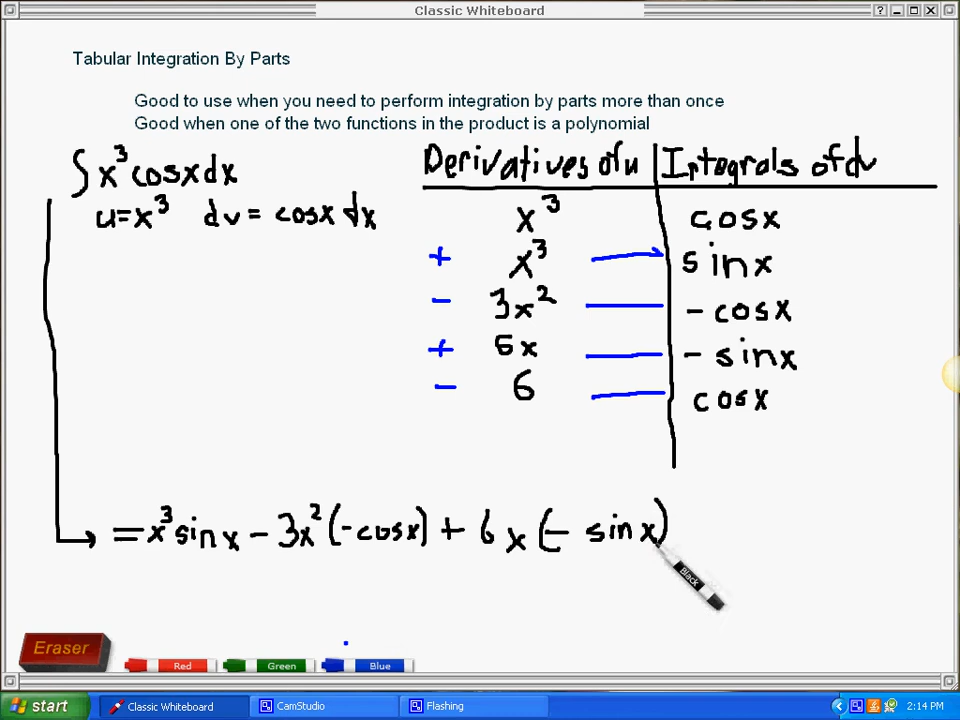 Classic Whiteboard
Tabular Integration By Parts
Good to use when you need to perform integration by parts more than once
Good when one of the two functions in the product is a polynomial
∫x³cosxdx
u=x³ dv= cosx dx
Derivatives of u | Integrals of dv
x³ cosx
+ x³ sinx
- 3x² -cosx
+ 6x -sinx
- 6 cosx
=x³sinx - 3x²(-cosx) + 6x(- sinx)
Black
Eraser
Red Green Blue
start Classic Whiteboard CamStudio Flashing 2:14 PM